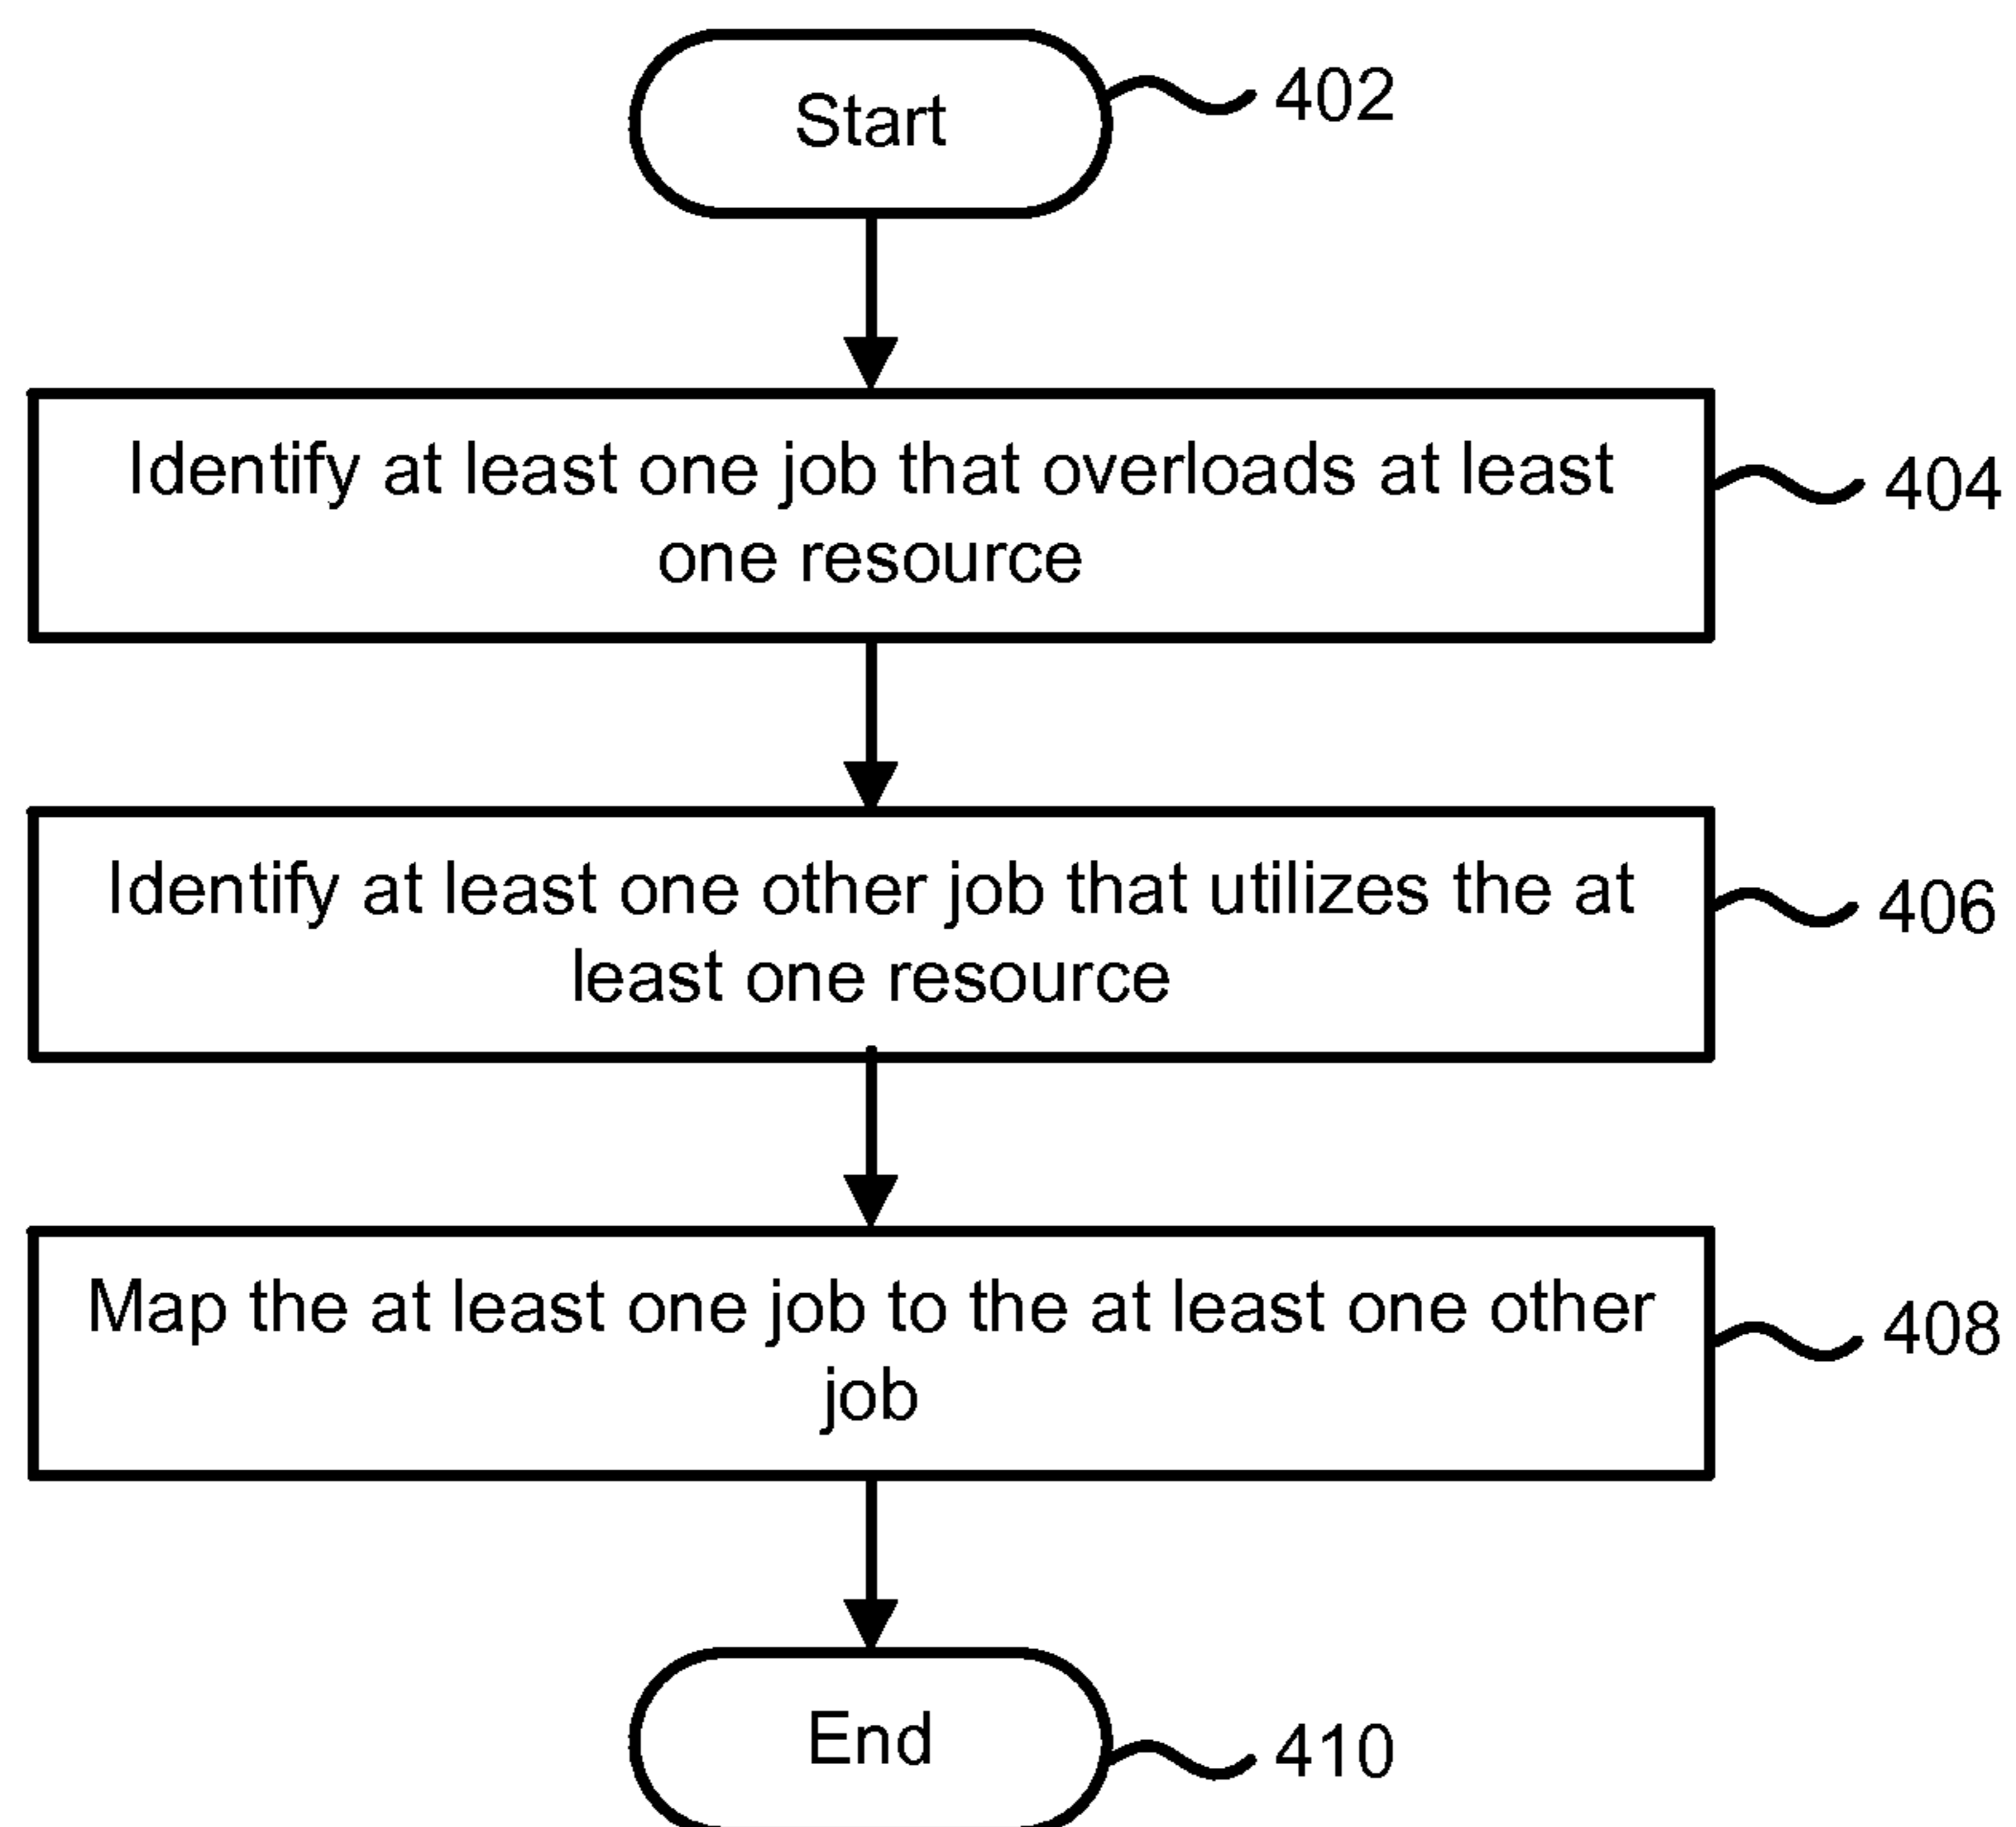 Start
402
Identify at least one job that overloads at least
one resource
404
Identify at least one other job that utilizes the at
least one resource
406
Map the at least one job to the at least one other
job
408
End
410